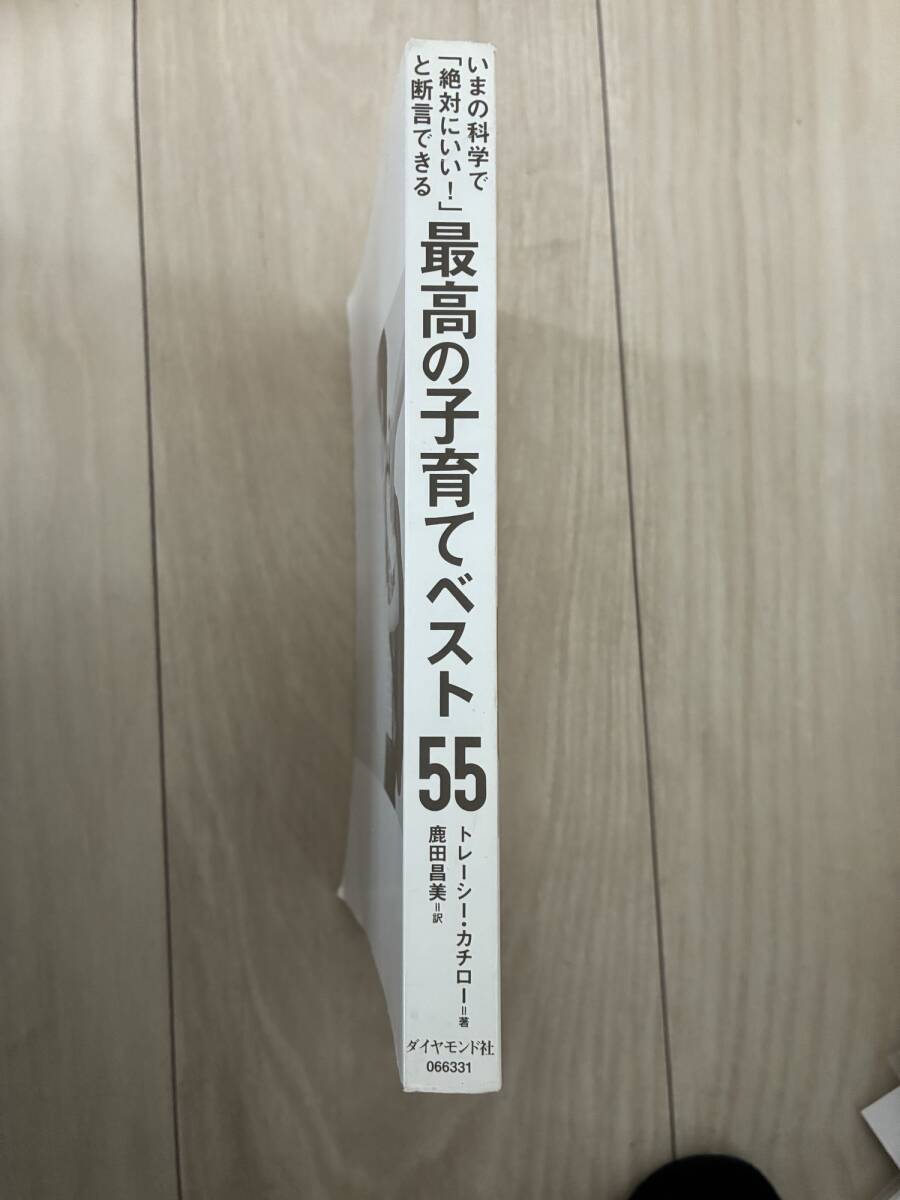 いまの科学で
「絶対にいい！」
と断言できる
最高の子育てベスト
55
トレーシー・カチロー＝著
鹿田昌美＝訳
ダイヤモンド社
066331